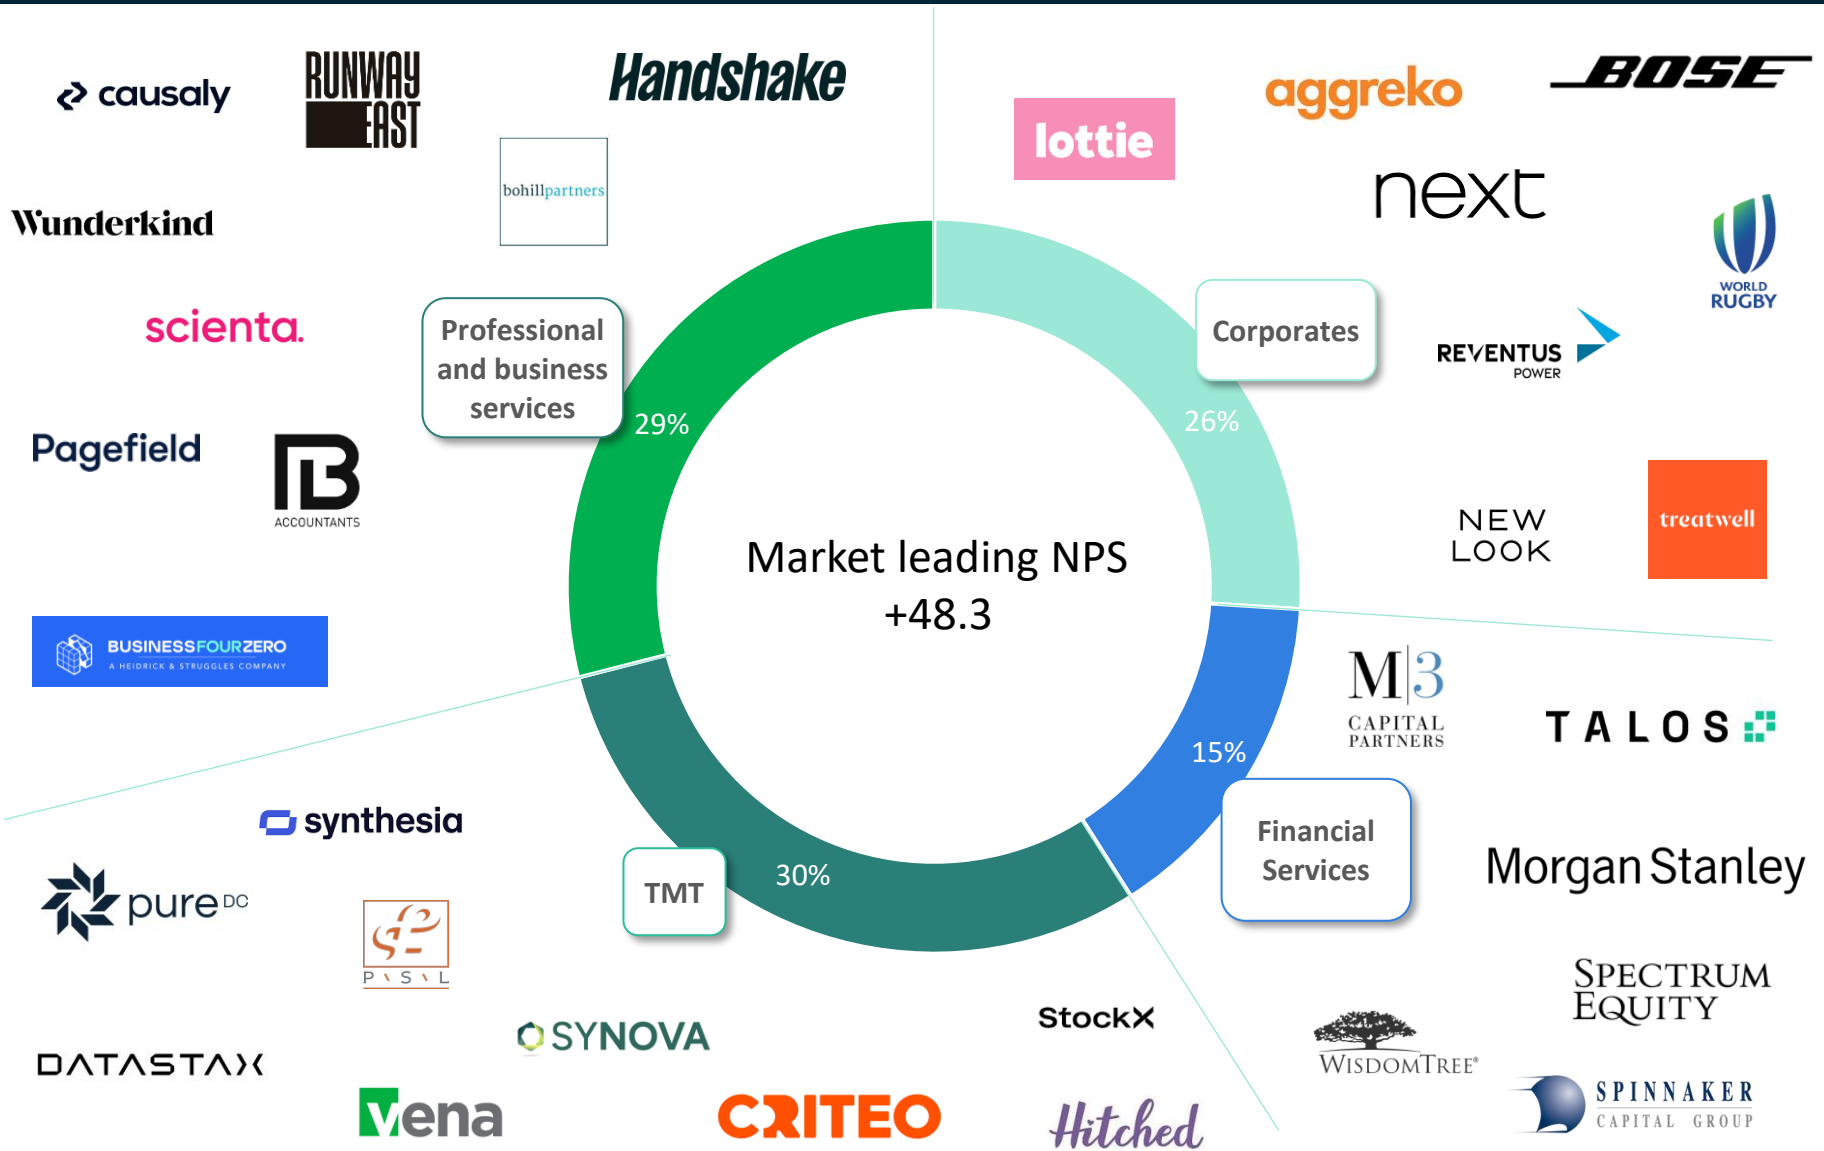 causaly
RUNWAY
EAST
Handshake
bohillpartners
Wunderkind
scienta.
Professional
and business
services
29%
Pagefield
ACCOUNTANTS
BUSINESSFOURZERO
A HEIDRICK & STRUGGLES COMPANY
lottie
aggreko
BOSE
next
WORLD
RUGBY
Corporates
REVENTUS
POWER
26%
NEW
LOOK
treatwell
Market leading NPS
+48.3
M|3
CAPITAL
PARTNERS
TALOS
15%
Financial
Services
Morgan Stanley
SPECTRUM
EQUITY
WISDOMTREE®
SPINNAKER
CAPITAL GROUP
synthesia
pure DC
P\S\L
TMT
30%
SYNOVA
StockX
DATASTAX
vena
CRITEO
Hitched